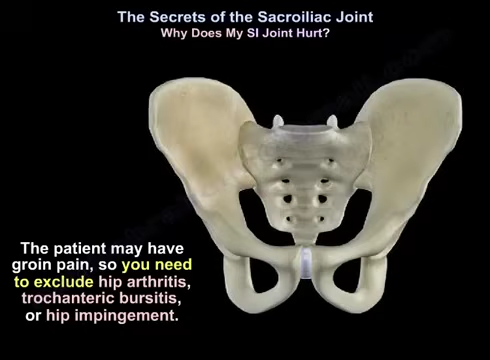 The Secrets of the Sacroiliac Joint
Why Does My SI Joint Hurt?
The patient may have
groin pain, so you need
to exclude hip arthritis,
trochanteric bursitis,
or hip impingement.